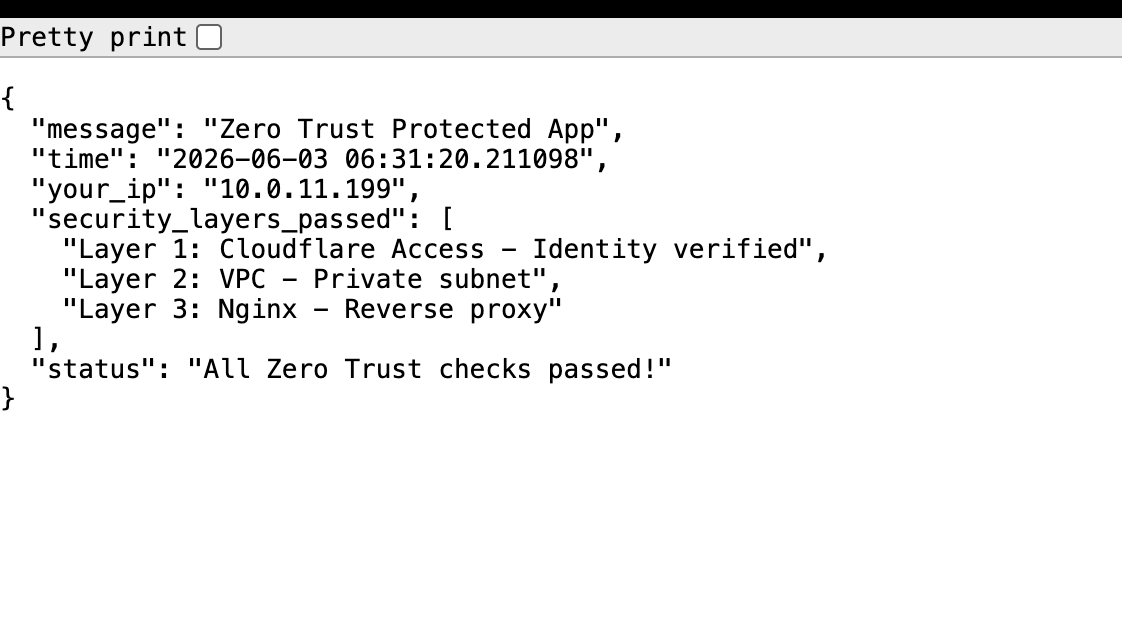 Pretty print
{
  "message": "Zero Trust Protected App",
  "time": "2026-06-03 06:31:20.211098",
  "your_ip": "10.0.11.199",
  "security_layers_passed": [
    "Layer 1: Cloudflare Access – Identity verified",
    "Layer 2: VPC – Private subnet",
    "Layer 3: Nginx – Reverse proxy"
  ],
  "status": "All Zero Trust checks passed!"
}